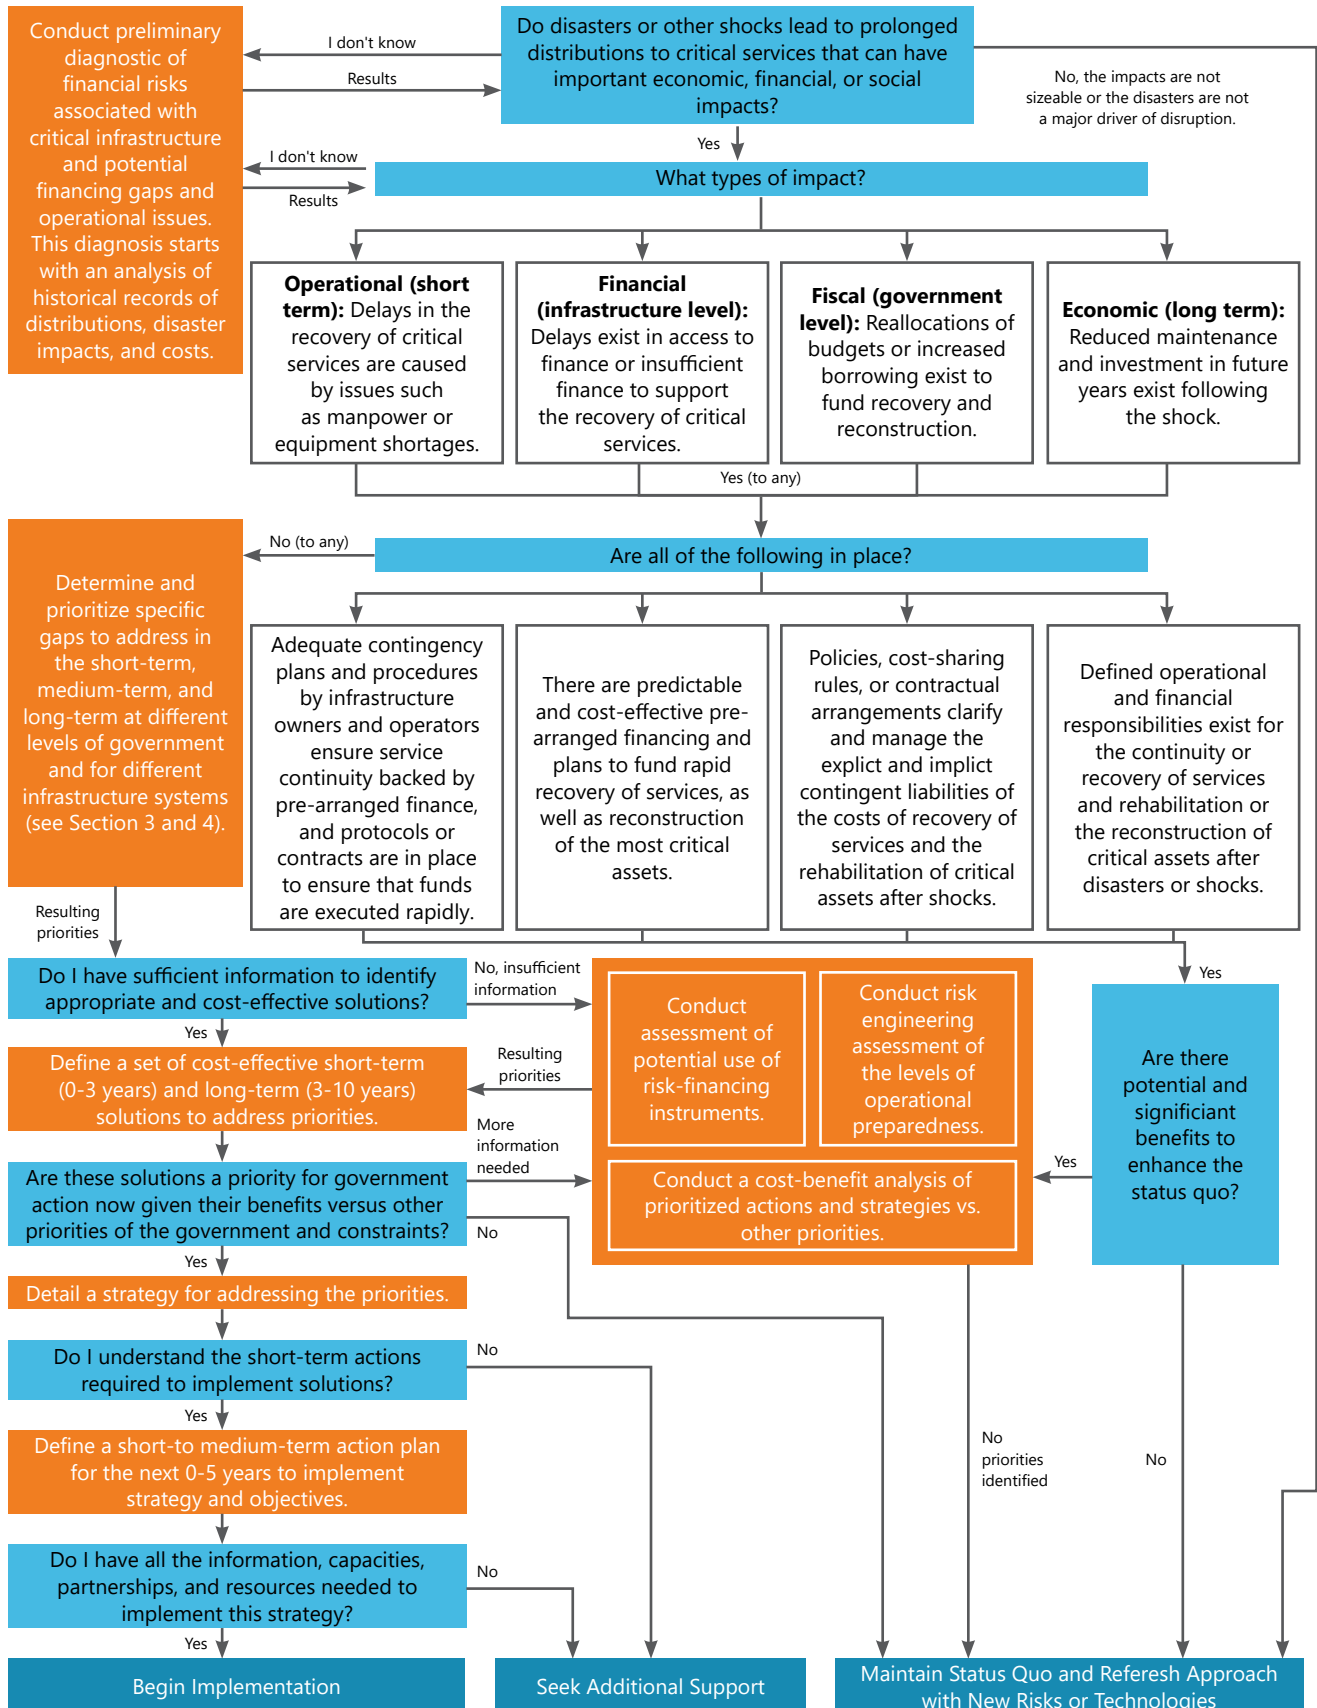 Conduct preliminary
diagnostic of
financial risks
associated with
critical infrastructure
and potential
financing gaps and
operational issues.
This diagnosis starts
with an analysis of
historical records of
distributions, disaster
impacts, and costs.
I don't know
Results
Do disasters or other shocks lead to prolonged
distributions to critical services that can have
important economic, financial, or social
impacts?
No, the impacts are not
sizeable or the disasters are not
a major driver of disruption.
Yes
I don't know
Results
What types of impact?
Operational (short
term): Delays in the
recovery of critical
services are caused
by issues such
as manpower or
equipment shortages.
Financial
(infrastructure level):
Delays exist in access to
finance or insufficient
finance to support
the recovery of critical
services.
Fiscal (government
level): Reallocations of
budgets or increased
borrowing exist to
fund recovery and
reconstruction.
Economic (long term):
Reduced maintenance
and investment in future
years exist following
the shock.
Yes (to any)
No (to any)
Are all of the following in place?
Determine and
prioritize specific
gaps to address in
the short-term,
medium-term, and
long-term at different
levels of government
and for different
infrastructure systems
(see Section 3 and 4).
Adequate contingency
plans and procedures
by infrastructure
owners and operators
ensure service
continuity backed by
pre-arranged finance,
and protocols or
contracts are in place
to ensure that funds
are executed rapidly.
There are predictable
and cost-effective pre-
arranged financing and
plans to fund rapid
recovery of services, as
well as reconstruction
of the most critical
assets.
Policies, cost-sharing
rules, or contractual
arrangements clarify
and manage the
explict and implict
contingent liabilities of
the costs of recovery of
services and the
rehabilitation of critical
assets after shocks.
Defined operational
and financial
responsibilities exist for
the continuity or
recovery of services
and rehabilitation or
the reconstruction of
critical assets after
disasters or shocks.
Resulting
priorities
Yes
Do I have sufficient information to identify
appropriate and cost-effective solutions?
No, insufficient
information
Yes
Conduct
assessment of
potential use of
risk-financing
instruments.
Conduct risk
engineering
assessment of
the levels of
operational
preparedness.
Conduct a cost-benefit analysis of
prioritized actions and strategies vs.
other priorities.
Are there
potential and
significiant
benefits to
enhance the
status quo?
Yes
Resulting
priorities
Define a set of cost-effective short-term
(0-3 years) and long-term (3-10 years)
solutions to address priorities.
More
information
needed
Are these solutions a priority for government
action now given their benefits versus other
priorities of the government and constraints?
No
Yes
Detail a strategy for addressing the priorities.
Do I understand the short-term actions
required to implement solutions?
No
Yes
Define a short-to medium-term action plan
for the next 0-5 years to implement
strategy and objectives.
No
priorities
identified
No
Do I have all the information, capacities,
partnerships, and resources needed to
implement this strategy?
No
Yes
Begin Implementation
Seek Additional Support
Maintain Status Quo and Referesh Approach
with New Risks or Technologies